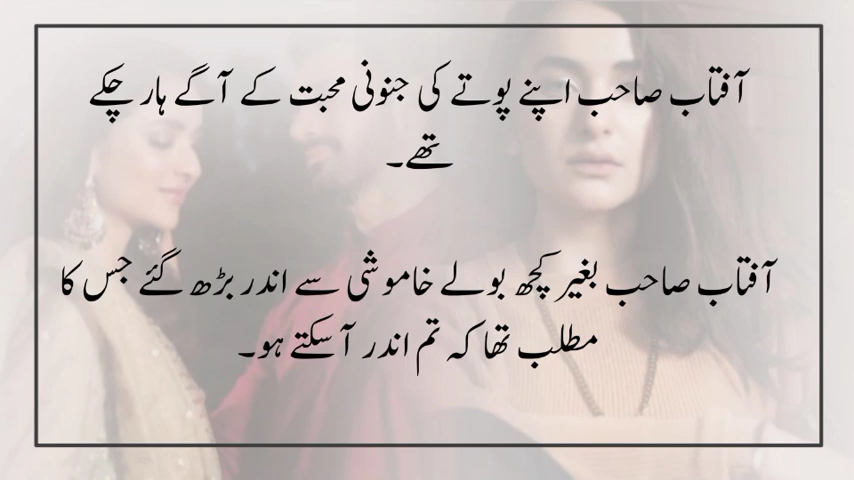 آفتاب صاحب اپنے پوتے کی جنونی محبت کے آگے ہار چکے
تھے۔
آفتاب صاحب بغیر کچھ بولے خاموشی سے اندر بڑھ گئے جس کا
مطلب تھا کہ تم اندر آ سکتے ہو۔